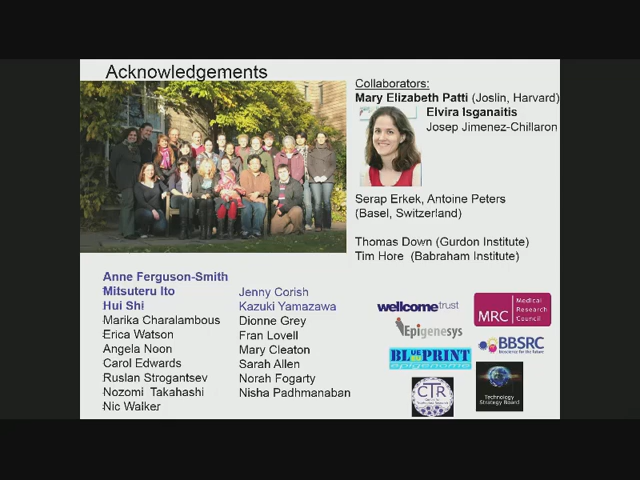 Acknowledgements
Collaborators:
Mary Elizabeth Patti (Joslin, Harvard)
Elvira Isganaitis
Josep Jimenez-Chillaron
Serap Erkek, Antoine Peters
(Basel, Switzerland)
Thomas Down (Gurdon Institute)
Tim Hore (Babraham Institute)
Anne Ferguson-Smith
Mitsuteru Ito
Hui Shi
Marika Charalambous
Erica Watson
Angela Noon
Carol Edwards
Ruslan Strogantsev
Nozomi Takahashi
Nic Walker
Jenny Corish
Kazuki Yamazawa
Dionne Grey
Fran Lovell
Mary Cleaton
Sarah Allen
Norah Fogarty
Nisha Padhmanaban
wellcometrust
MRC
Medical
Research
Council
Epigenesys
BBSRC
bioscience for the future
BLUEPRINT
epigenome
CTR
Technology
Strategy Board